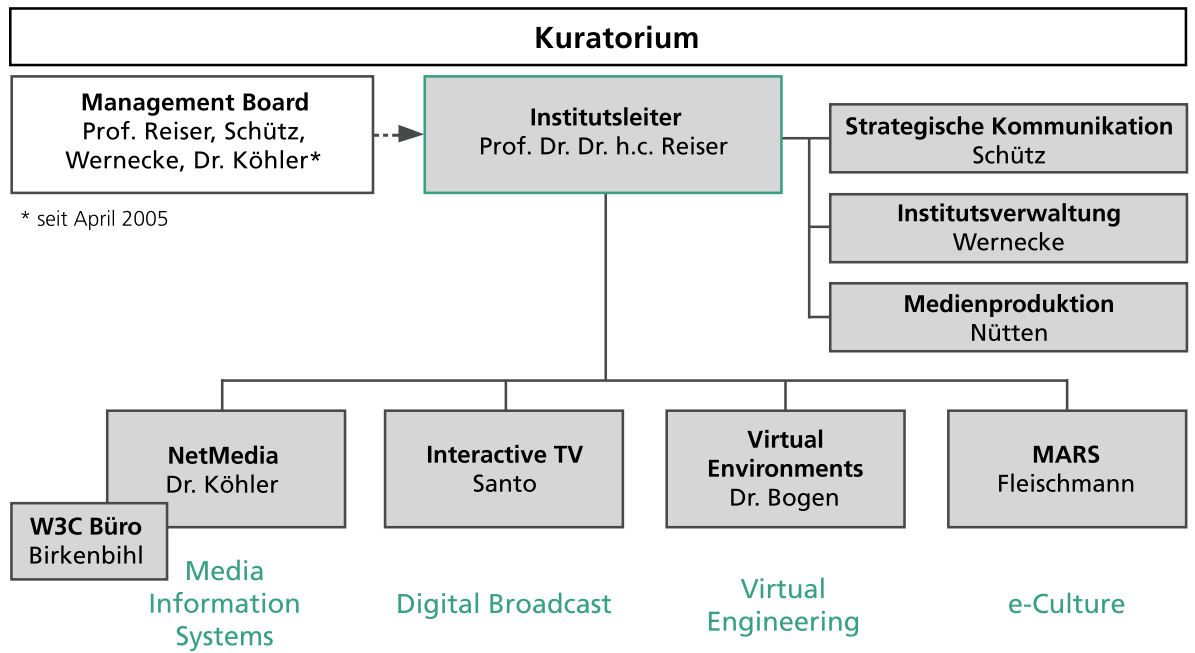 Kuratorium
Management Board
Prof. Reiser, Schütz,
Wernecke, Dr. Köhler*
* seit April 2005
Institutsleiter
Prof. Dr. Dr. h.c. Reiser
Strategische Kommunikation
Schütz
Institutsverwaltung
Wernecke
Medienproduktion
Nütten
NetMedia
Dr. Köhler
W3C Büro
Birkenbihl
Media
Information
Systems
Interactive TV
Santo
Digital Broadcast
Virtual
Environments
Dr. Bogen
Virtual
Engineering
MARS
Fleischmann
e-Culture